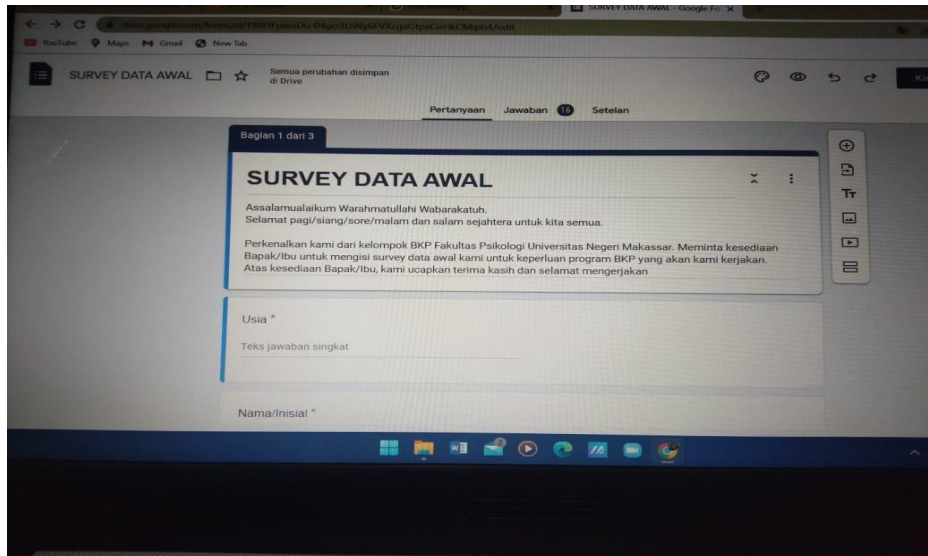 SURVEY DATA AWAL - Google Fo
YouTube Maps Gmail New Tab
SURVEY DATA AWAL
Semua perubahan disimpan
di Drive
Pertanyaan Jawaban 16 Setelan
Bagian 1 dari 3
SURVEY DATA AWAL
Assalamualaikum Warahmatullahi Wabarakatuh.
Selamat pagi/siang/sore/malam dan salam sejahtera untuk kita semua.
Perkenalkan kami dari kelompok BKP Fakultas Psikologi Universitas Negeri Makassar. Meminta kesediaan
Bapak/Ibu untuk mengisi survey data awal kami untuk keperluan program BKP yang akan kami kerjakan.
Atas kesediaan Bapak/Ibu, kami ucapkan terima kasih dan selamat mengerjakan
Usia *
Teks jawaban singkat
Nama/Inisial *